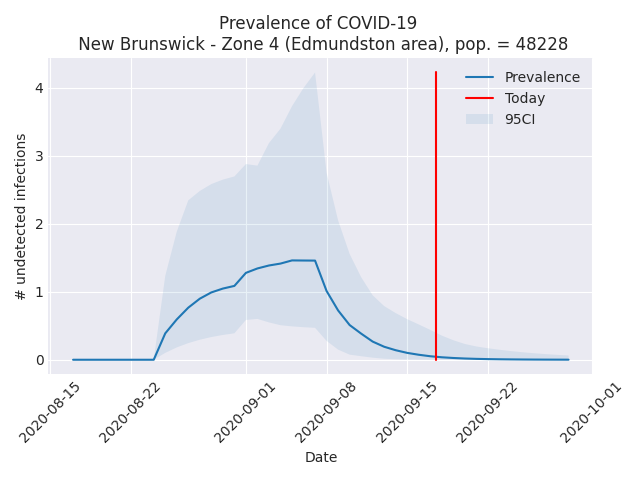 Prevalence of COVID-19
New Brunswick - Zone 4 (Edmundston area), pop. = 48228
Prevalence
Today
95CI
# undetected infections
4
3
2
1
0
2020-08-15
2020-08-22
2020-09-01
2020-09-08
2020-09-15
2020-09-22
2020-10-01
Date